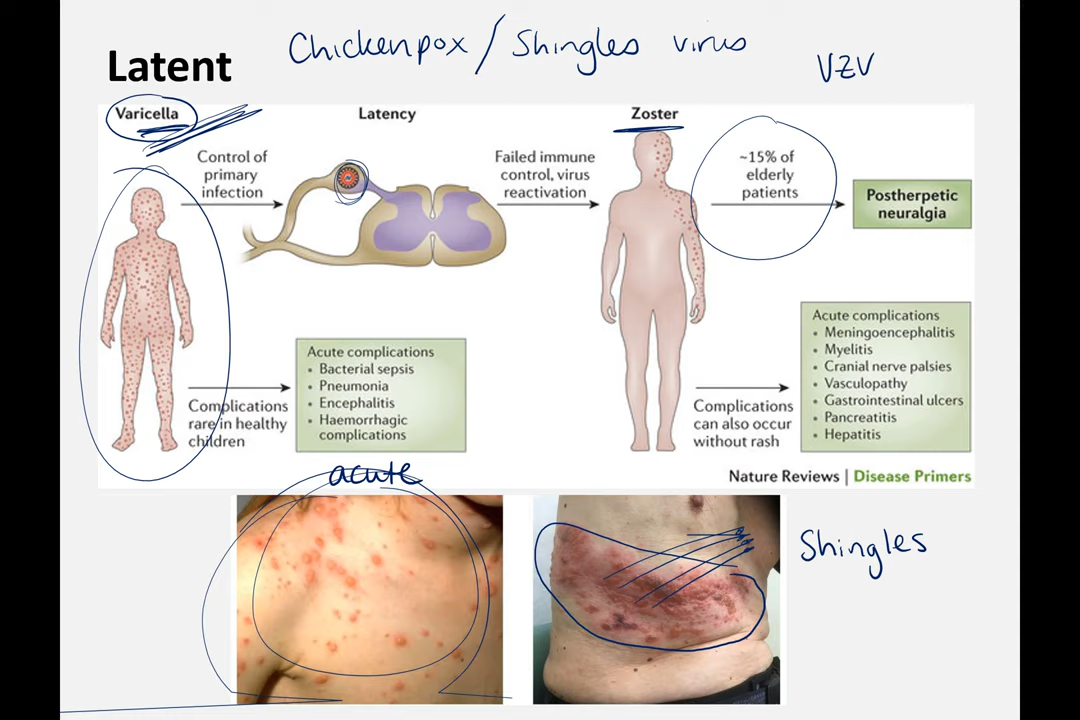 Chickenpox / Shingles virus
Latent
VZV
Varicella
Latency
Zoster
Control of
primary
infection
Failed immune
control, virus
reactivation
~15% of
elderly
patients
Postherpetic
neuralgia
Complications
rare in healthy
children
Acute complications
• Bacterial sepsis
• Pneumonia
• Encephalitis
• Haemorrhagic
complications
Complications
can also occur
without rash
Acute complications
• Meningoencephalitis
• Myelitis
• Cranial nerve palsies
• Vasculopathy
• Gastrointestinal ulcers
• Pancreatitis
• Hepatitis
Nature Reviews | Disease Primers
acute
Shingles